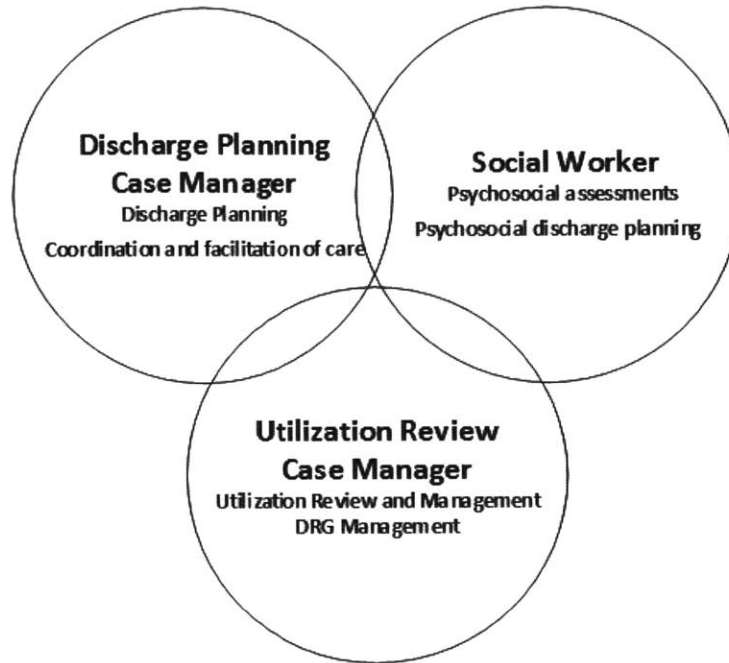 Discharge Planning
Case Manager
Discharge Planning
Coordination and facilitation of care
Social Worker
Psychosocial assessments
Psychosocial discharge planning
Utilization Review
Case Manager
Utilization Review and Management
DRG Management